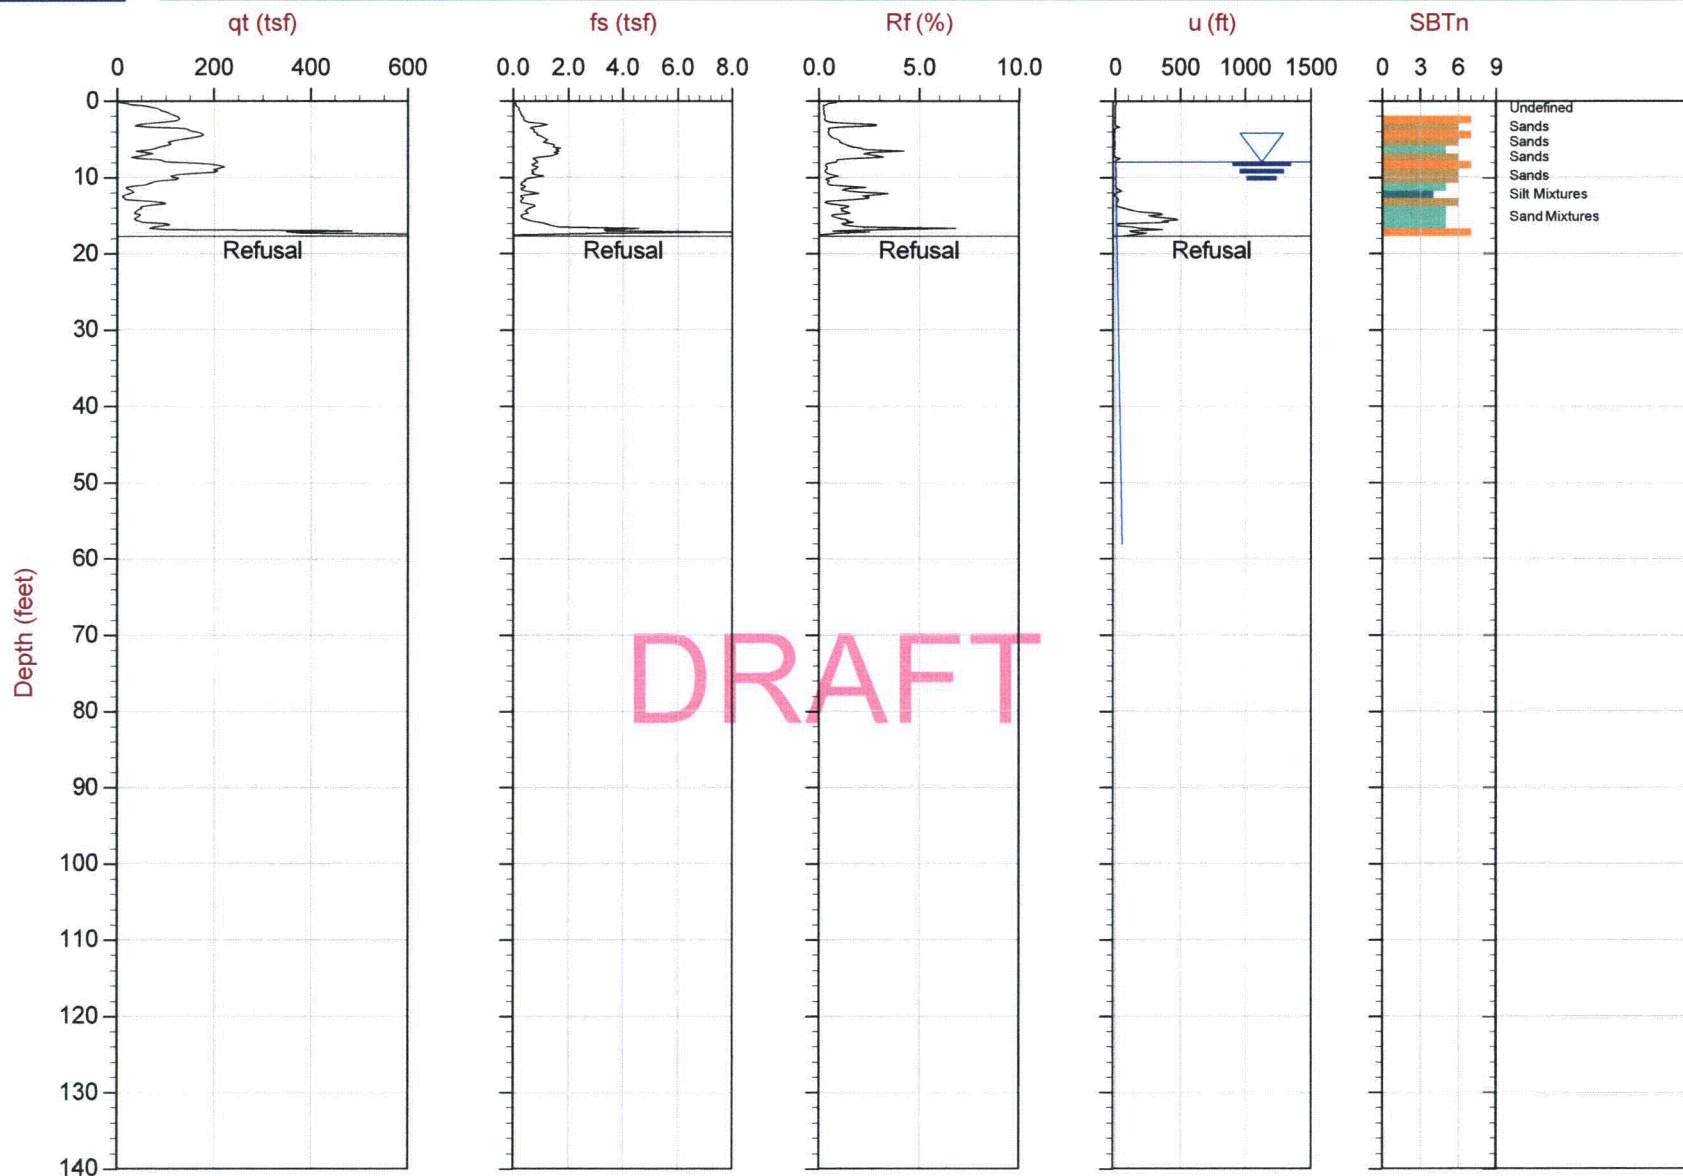 qt (tsf) fs (tsf) Rf (%) u (ft) SBTn
0 200 400 600 0.0 2.0 4.0 6.0 8.0 0.0 5.0 10.0 0 500 1000 1500 0 3 6 9
0
Undefined
Sands
Sands
Sands
10
Sands
Silt Mixtures
Sand Mixtures
20
Refusal Refusal Refusal Refusal
30
40
50
60
Depth (feet)
70
DRAFT
80
90
100
110
120
130
140